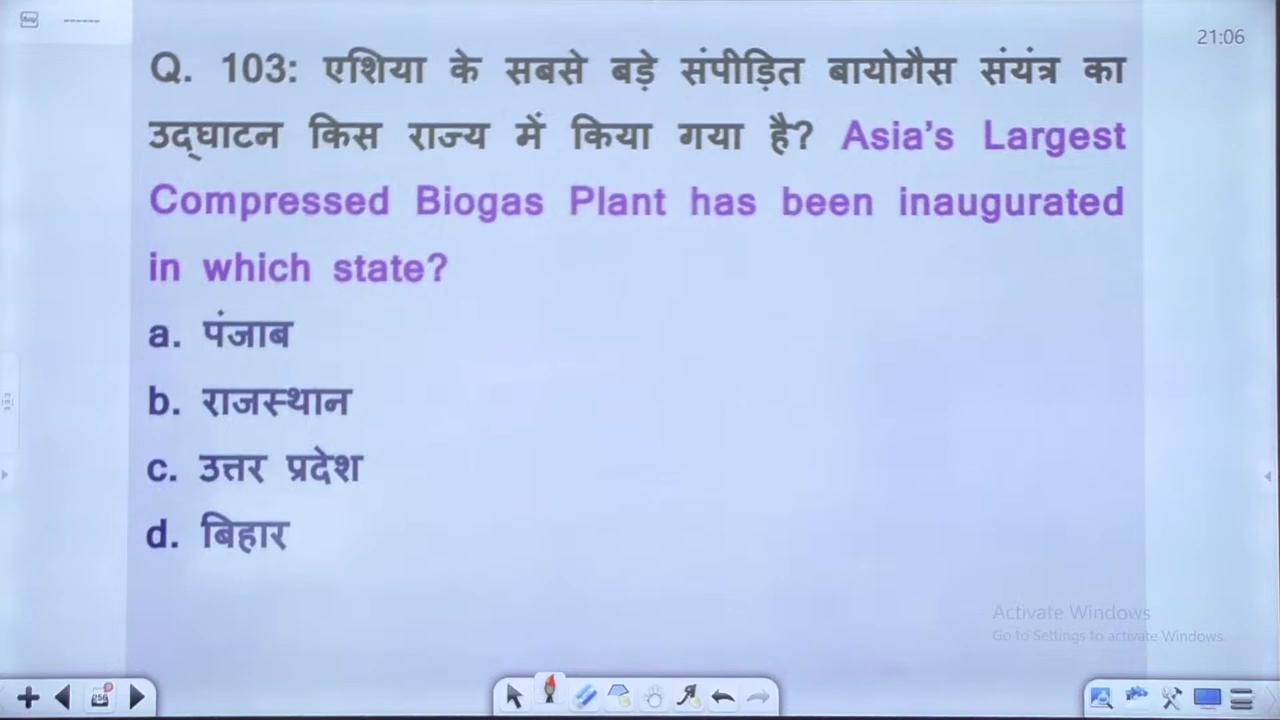 21:06
Q. 103: एशिया के सबसे बड़े संपीड़ित बायोगैस संयंत्र का
उद्घाटन किस राज्य में किया गया है? Asia's Largest
Compressed Biogas Plant has been inaugurated
in which state?
a. पंजाब
b. राजस्थान
c. उत्तर प्रदेश
d. बिहार
Activate Windows
Go to Settings to activate Windows.
256